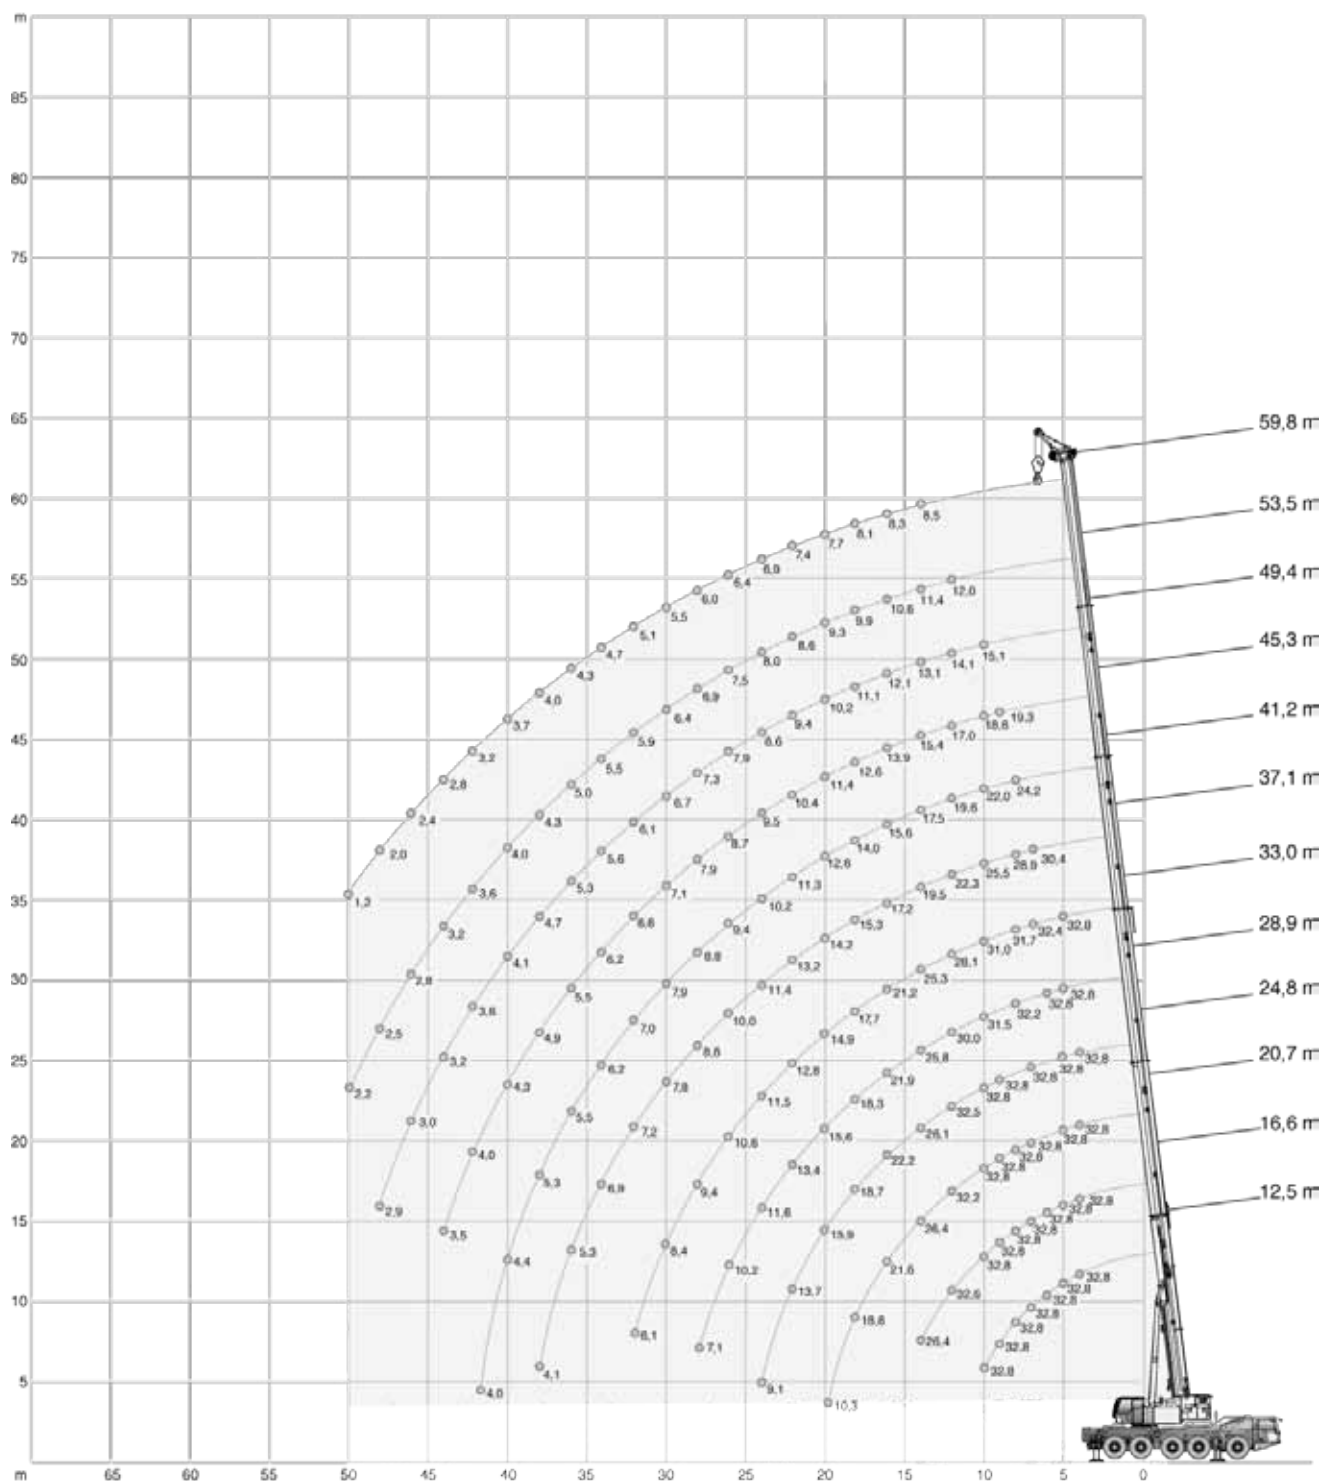 m
85
80
75
70
65
60
55
50
45
40
35
30
25
20
15
10
5
59,8 m
53,5 m
49,4 m
45,3 m
41,2 m
37,1 m
33,0 m
28,9 m
24,8 m
20,7 m
16,6 m
12,5 m
2,0 2,4 2,8 3,2 3,7 4,0 4,3 4,7 5,1 5,5 6,0 6,4 6,9 7,4 7,7 8,1 8,3 8,5
2,2 2,5 2,8 3,2 3,6 4,0 4,3 5,0 5,5 5,9 6,4 6,9 7,5 8,0 8,6 9,3 9,9 10,6 11,4 12,0
2,9 3,0 3,2 3,6 4,1 4,7 5,3 5,6 6,1 6,7 7,3 7,9 8,6 9,4 10,2 11,1 12,1 13,1 14,1 15,1
3,5 4,0 4,3 4,9 5,5 6,2 6,6 7,1 7,9 8,7 9,5 10,4 11,4 12,6 13,9 15,4 17,0 18,6 19,3
4,0 4,4 5,3 5,5 6,2 7,0 7,9 8,8 9,4 10,2 11,3 12,6 14,0 15,6 17,5 19,6 22,0 24,2
4,1 5,3 6,9 7,2 7,8 8,8 10,0 11,4 13,2 14,2 15,3 17,2 19,5 22,3 25,5 28,9 30,4
8,4 9,4 10,6 11,5 12,8 14,9 17,7 21,2 25,3 28,1 31,0 31,7 32,4 32,8
7,1 10,2 11,6 13,4 15,6 18,3 21,9 25,8 30,0 31,5 32,2 32,8 32,8
9,1 13,7 15,9 18,7 22,2 26,1 32,5 32,8 32,8 32,8 32,8 32,8
10,3 18,8 21,6 26,4 32,2 32,8 32,8 32,8 32,8 32,8 32,8
26,4 32,6 32,8 32,8 32,8 32,8 32,8 32,8 32,8
32,8 32,8 32,8 32,8 32,8 32,8 32,8
m 65 60 55 50 45 40 35 30 25 20 15 10 5 0